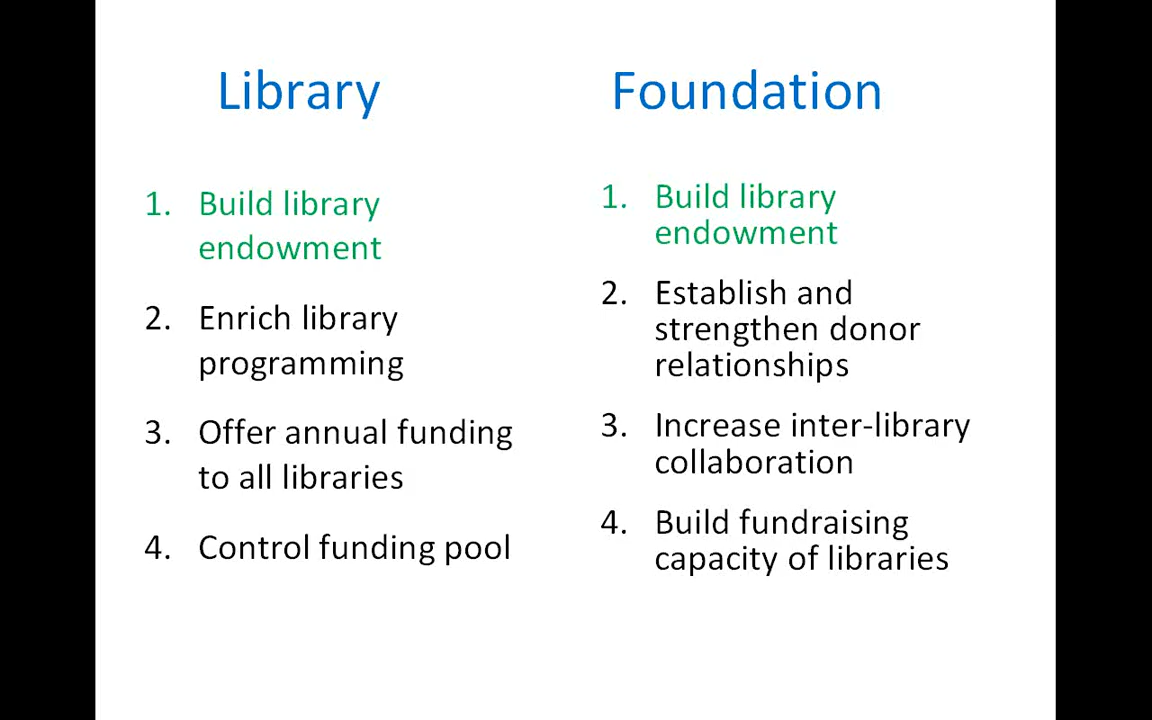 Library
1. Build library
endowment
2. Enrich library
programming
3. Offer annual funding
to all libraries
4. Control funding pool
Foundation
1. Build library
endowment
2. Establish and
strengthen donor
relationships
3. Increase inter-library
collaboration
4. Build fundraising
capacity of libraries